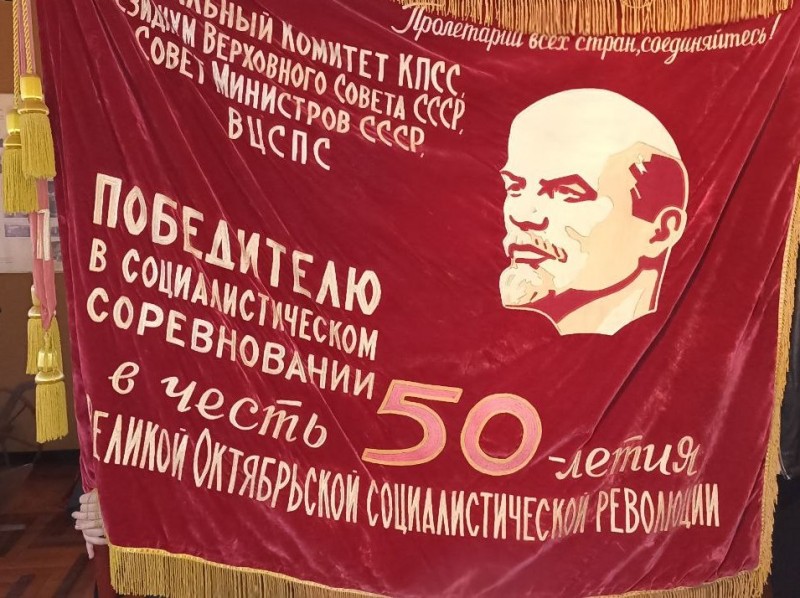 Пролетарии всех стран, соединяйтесь!
КОМИТЕТ КПСС,
ВЕРХОВНОГО СОВЕТА СССР,
СОВЕТ МИНИСТРОВ СССР,
ВЦСПС
ПОБЕДИТЕЛЮ
В СОЦИАЛИСТИЧЕСКОМ
СОРЕВНОВАНИИ
в честь 50-летия
ЕЛИКОЙ ОКТЯБРЬСКОЙ СОЦИАЛИСТИЧЕСКОЙ РЕВОЛЮЦИИ